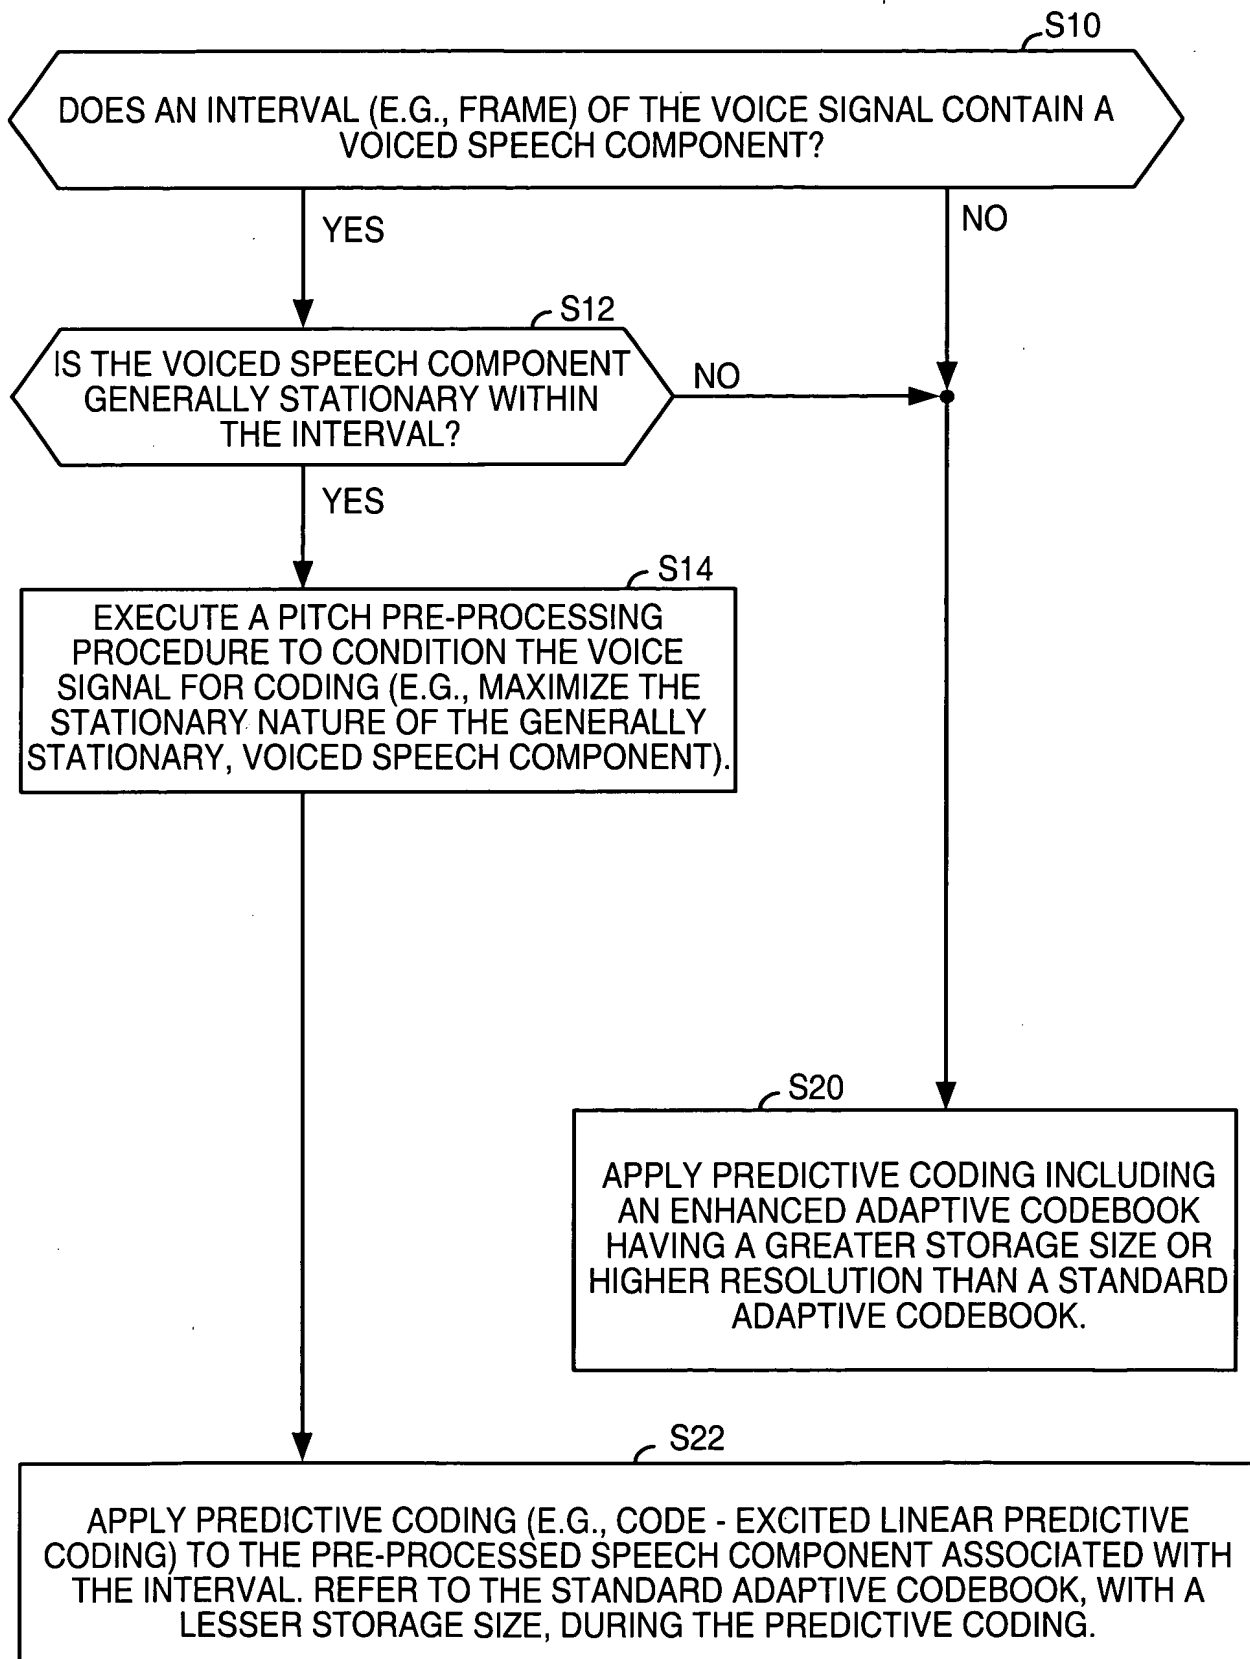 S10
DOES AN INTERVAL (E.G., FRAME) OF THE VOICE SIGNAL CONTAIN A
VOICED SPEECH COMPONENT?
YES
NO
S12
IS THE VOICED SPEECH COMPONENT
GENERALLY STATIONARY WITHIN
THE INTERVAL?
NO
YES
S14
EXECUTE A PITCH PRE-PROCESSING
PROCEDURE TO CONDITION THE VOICE
SIGNAL FOR CODING (E.G., MAXIMIZE THE
STATIONARY NATURE OF THE GENERALLY
STATIONARY, VOICED SPEECH COMPONENT).
S20
APPLY PREDICTIVE CODING INCLUDING
AN ENHANCED ADAPTIVE CODEBOOK
HAVING A GREATER STORAGE SIZE OR
HIGHER RESOLUTION THAN A STANDARD
ADAPTIVE CODEBOOK.
S22
APPLY PREDICTIVE CODING (E.G., CODE - EXCITED LINEAR PREDICTIVE
CODING) TO THE PRE-PROCESSED SPEECH COMPONENT ASSOCIATED WITH
THE INTERVAL. REFER TO THE STANDARD ADAPTIVE CODEBOOK, WITH A
LESSER STORAGE SIZE, DURING THE PREDICTIVE CODING.